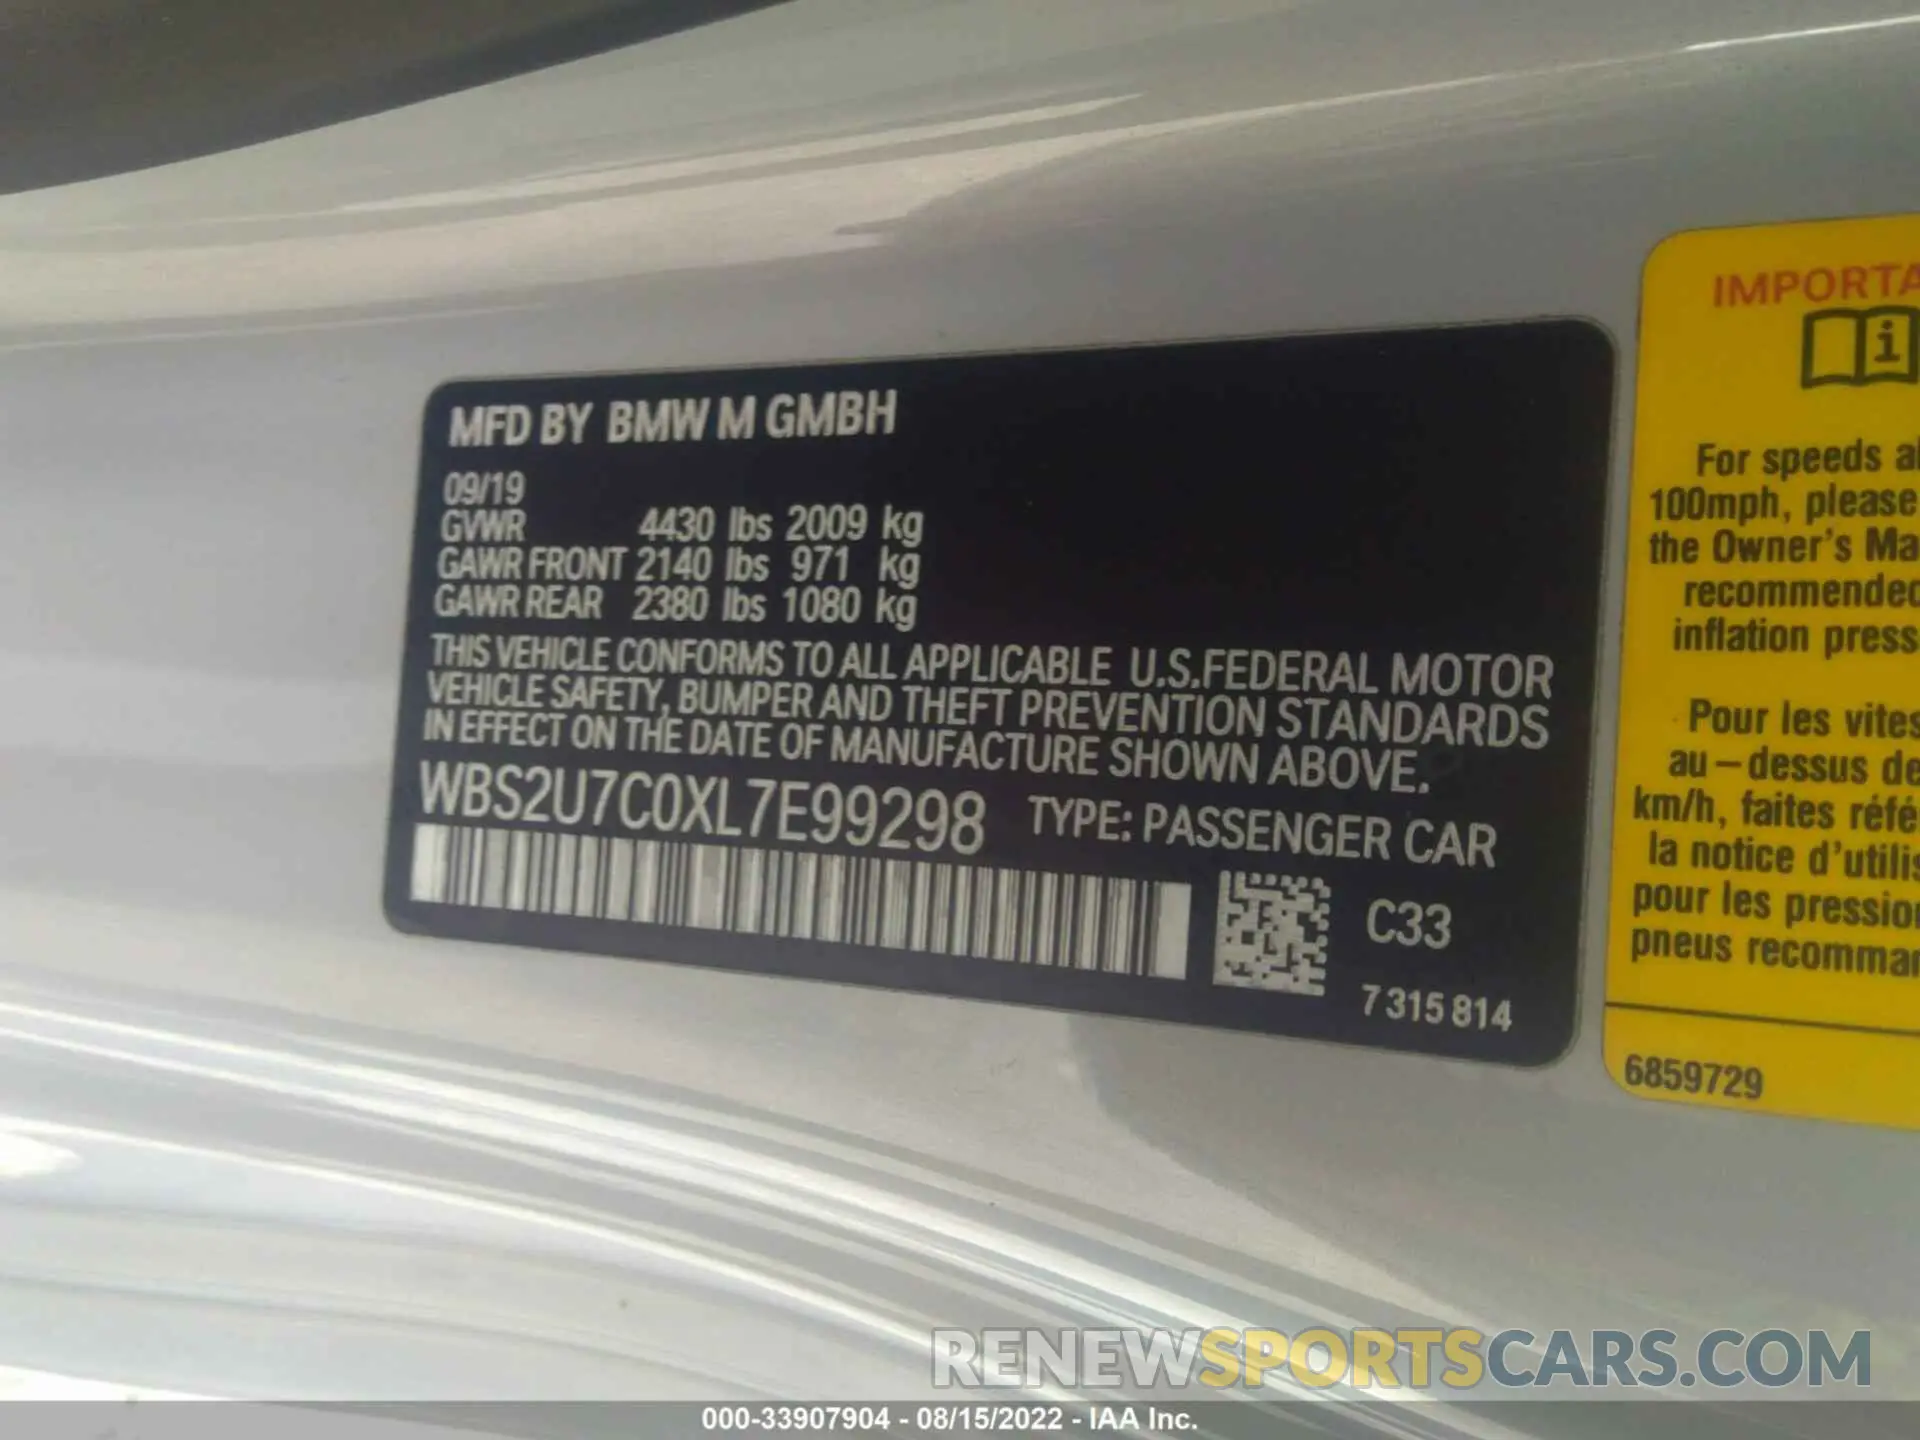 MFD BY BMW M GMBH
09/19
GVWR 4430 lbs 2009 kg
GAWR FRONT 2140 lbs 971 kg
GAWR REAR 2380 lbs 1080 kg
THIS VEHICLE CONFORMS TO ALL APPLICABLE U.S.FEDERAL MOTOR
VEHICLE SAFETY, BUMPER AND THEFT PREVENTION STANDARDS
IN EFFECT ON THE DATE OF MANUFACTURE SHOWN ABOVE.
WBS2U7C0XL7E99298 TYPE: PASSENGER CAR
C33
7 315 814
IMPORTA
i
For speeds a
100mph, please
the Owner's Ma
recommended
inflation press
Pour les vites
au-dessus de
km/h, faites réfé
la notice d'utilis
pour les pression
pneus recomman
6859729
RENEWSPORTSCARS.COM
000-33907904 - 08/15/2022 - IAA Inc.